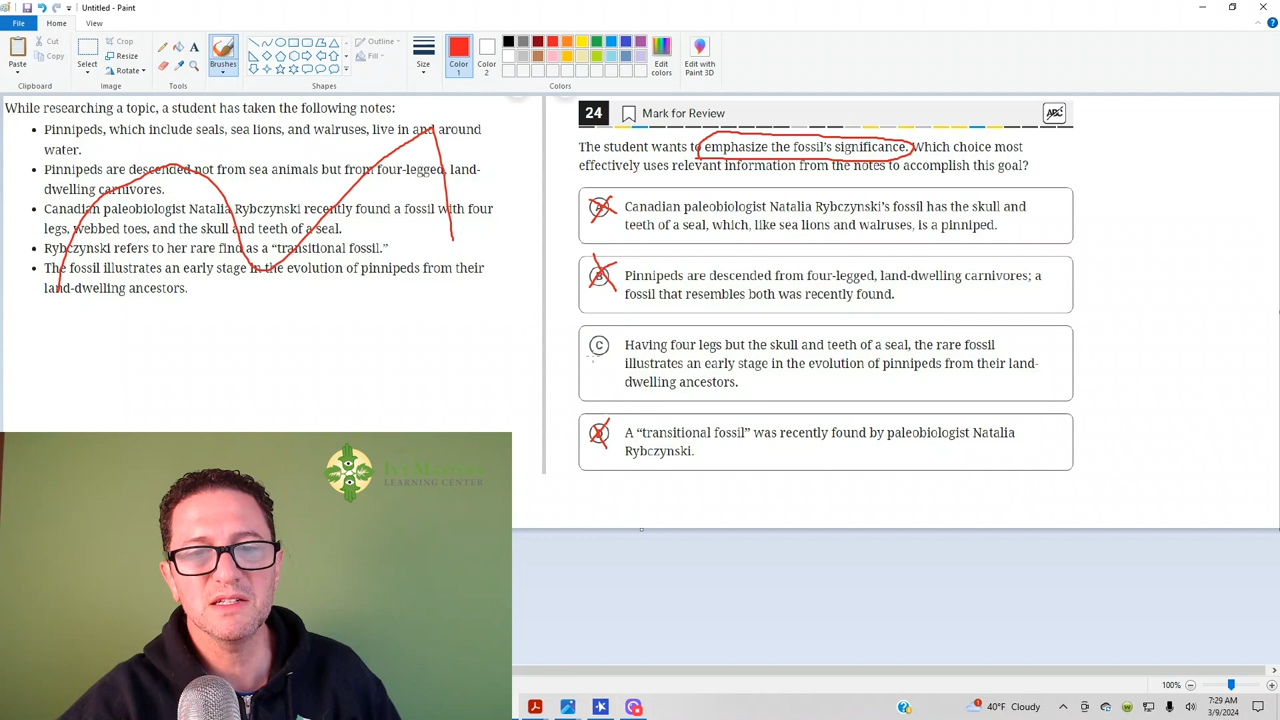 Untitled - Paint
File
Home
View
Paste
Cut
Copy
Clipboard
Select
Crop
Resize
Rotate
Image
Tools
Brushes
Outline
Fill
Shapes
Size
Color 1
Color 2
Edit colors
Colors
Edit with Paint 3D
While researching a topic, a student has taken the following notes:
• Pinnipeds, which include seals, sea lions, and walruses, live in and around
water.
• Pinnipeds are descended not from sea animals but from four-legged, land-
dwelling carnivores.
• Canadian paleobiologist Natalia Rybczynski recently found a fossil with four
legs, webbed toes, and the skull and teeth of a seal.
• Rybczynski refers to her rare find as a “transitional fossil.”
• The fossil illustrates an early stage in the evolution of pinnipeds from their
land-dwelling ancestors.
24 Mark for Review ABC
The student wants to emphasize the fossil’s significance. Which choice most
effectively uses relevant information from the notes to accomplish this goal?
A Canadian paleobiologist Natalia Rybczynski’s fossil has the skull and
teeth of a seal, which, like sea lions and walruses, is a pinniped.
B Pinnipeds are descended from four-legged, land-dwelling carnivores; a
fossil that resembles both was recently found.
C Having four legs but the skull and teeth of a seal, the rare fossil
illustrates an early stage in the evolution of pinnipeds from their land-
dwelling ancestors.
A “transitional fossil” was recently found by paleobiologist Natalia
Rybczynski.
LEARNING CENTER
100%
40°F Cloudy
7:29 AM
3/9/2024